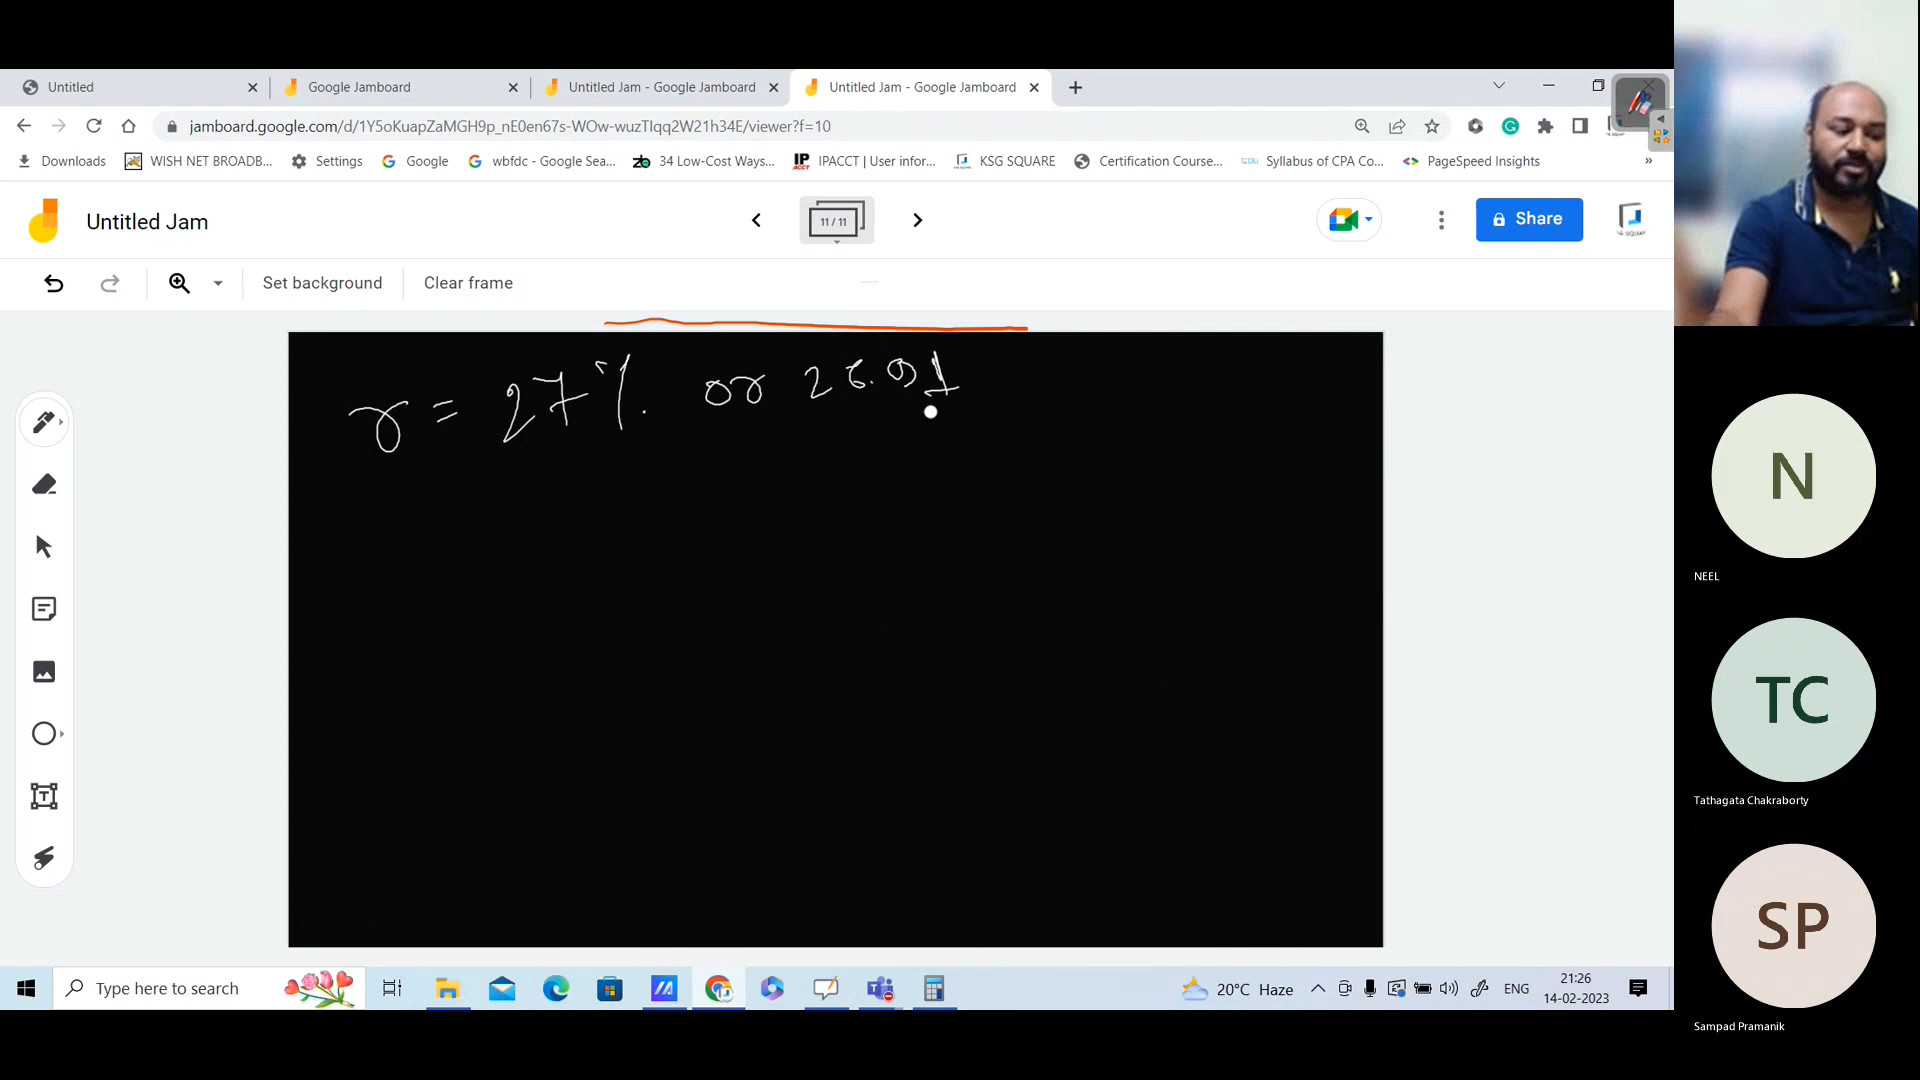 Untitled
Google Jamboard
Untitled Jam - Google Jamboard
Untitled Jam - Google Jamboard
jamboard.google.com/d/1Y5oKuapZaMGH9p_nE0en67s-WOw-wuzTlqq2W21h34E/viewer?f=10
Downloads
WISH NET BROADB...
Settings
Google
wbfdc - Google Sea...
34 Low-Cost Ways...
IPACCT | User infor...
KSG SQUARE
Certification Course...
Syllabus of CPA Co...
PageSpeed Insights
»
Untitled Jam
11 / 11
Share
Set background
Clear frame
r = 27%. or 26.91
N
NEEL
TC
Tathagata Chakraborty
SP
Sampad Pramanik
Type here to search
20°C Haze
ENG
21:26
14-02-2023